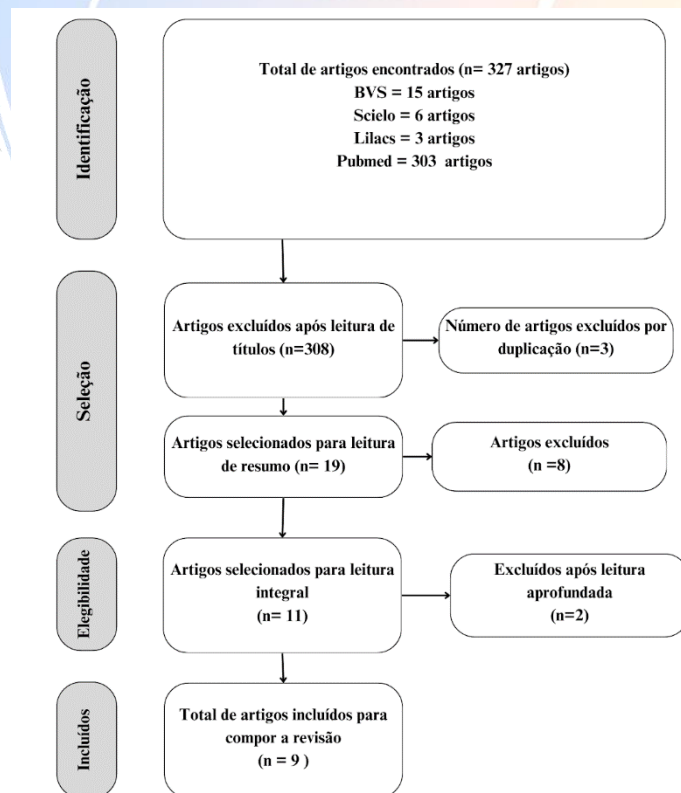 Identificação
Total de artigos encontrados (n= 327 artigos)
BVS = 15 artigos
Scielo = 6 artigos
Lilacs = 3 artigos
Pubmed = 303 artigos
Seleção
Artigos excluídos após leitura de
títulos (n=308)
Número de artigos excluídos por
duplicação (n=3)
Artigos selecionados para leitura
de resumo (n= 19)
Artigos excluídos
(n =8)
Elegibilidade
Artigos selecionados para leitura
integral
(n= 11)
Excluídos após leitura
aprofundada
(n=2)
Incluídos
Total de artigos incluídos para
compor a revisão
(n = 9 )